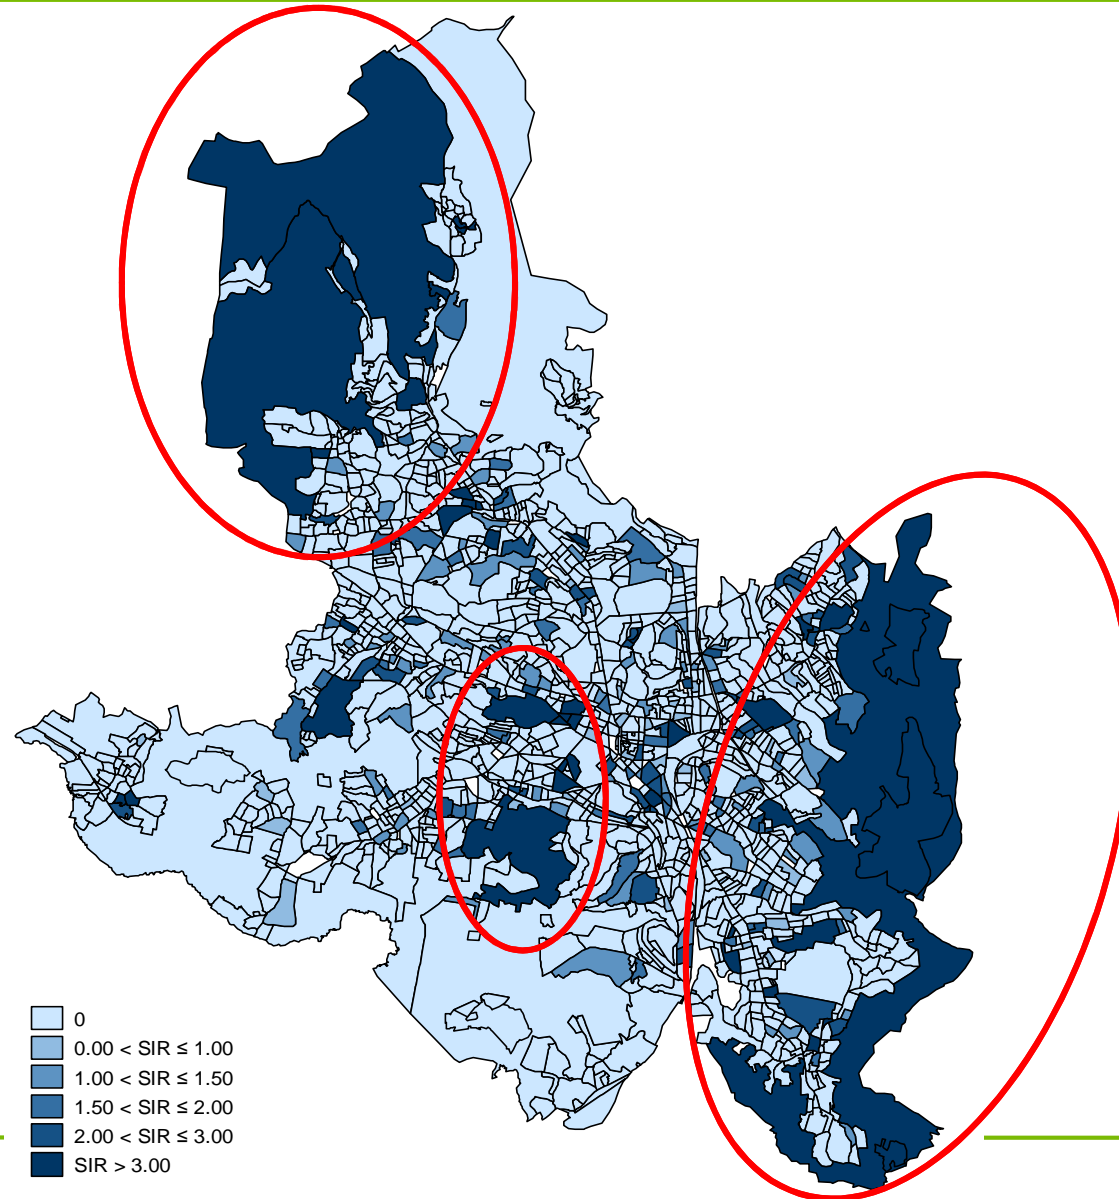 0
0.00 < SIR ≤ 1.00
1.00 < SIR ≤ 1.50
1.50 < SIR ≤ 2.00
2.00 < SIR ≤ 3.00
SIR > 3.00